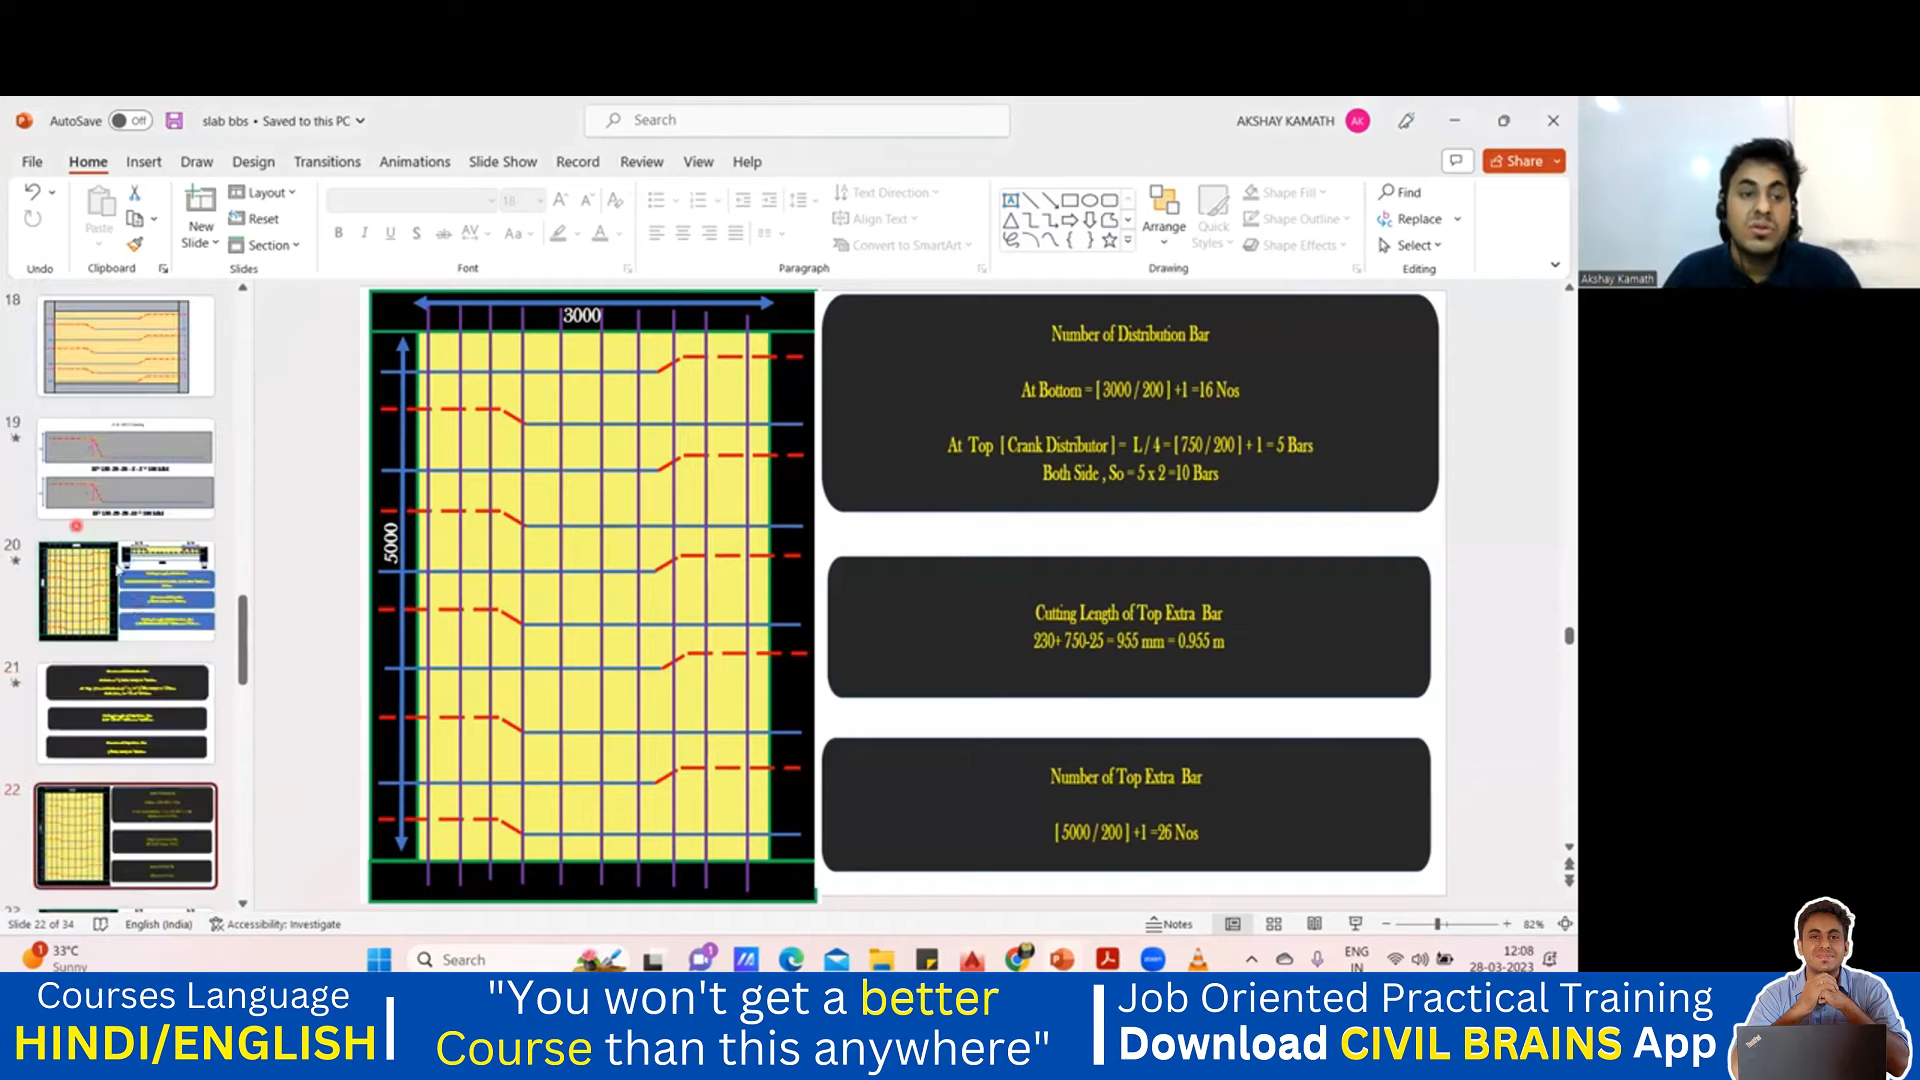 AutoSave Off slab bbs • Saved to this PC Search AKSHAY KAMATH AK
File Home Insert Draw Design Transitions Animations Slide Show Record Review View Help Share
Paste New Slide Layout Reset Section 18 Text Direction Align Text Convert to SmartArt Arrange Quick Styles Shape Fill Shape Outline Shape Effects Find Replace Select
Undo Clipboard Slides Font Paragraph Drawing Editing
Akshay Kamath
18
19
20
21
22
3000
5000
Number of Distribution Bar
At Bottom = [ 3000 / 200 ] +1 =16 Nos
At Top [ Crank Distributor ] = L / 4 = [ 750 / 200 ] + 1 = 5 Bars
Both Side , So = 5 x 2 =10 Bars
Cutting Length of Top Extra Bar
230+ 750-25 = 955 mm = 0.955 m
Number of Top Extra Bar
[ 5000 / 200 ] +1 =26 Nos
Slide 22 of 34 English (India) Accessibility: Investigate Notes 82%
33°C
Sunny
Search
ENG
IN
12:08
28-03-2023
Courses Language
HINDI/ENGLISH
"You won't get a better
Course than this anywhere"
Job Oriented Practical Training
Download CIVIL BRAINS App